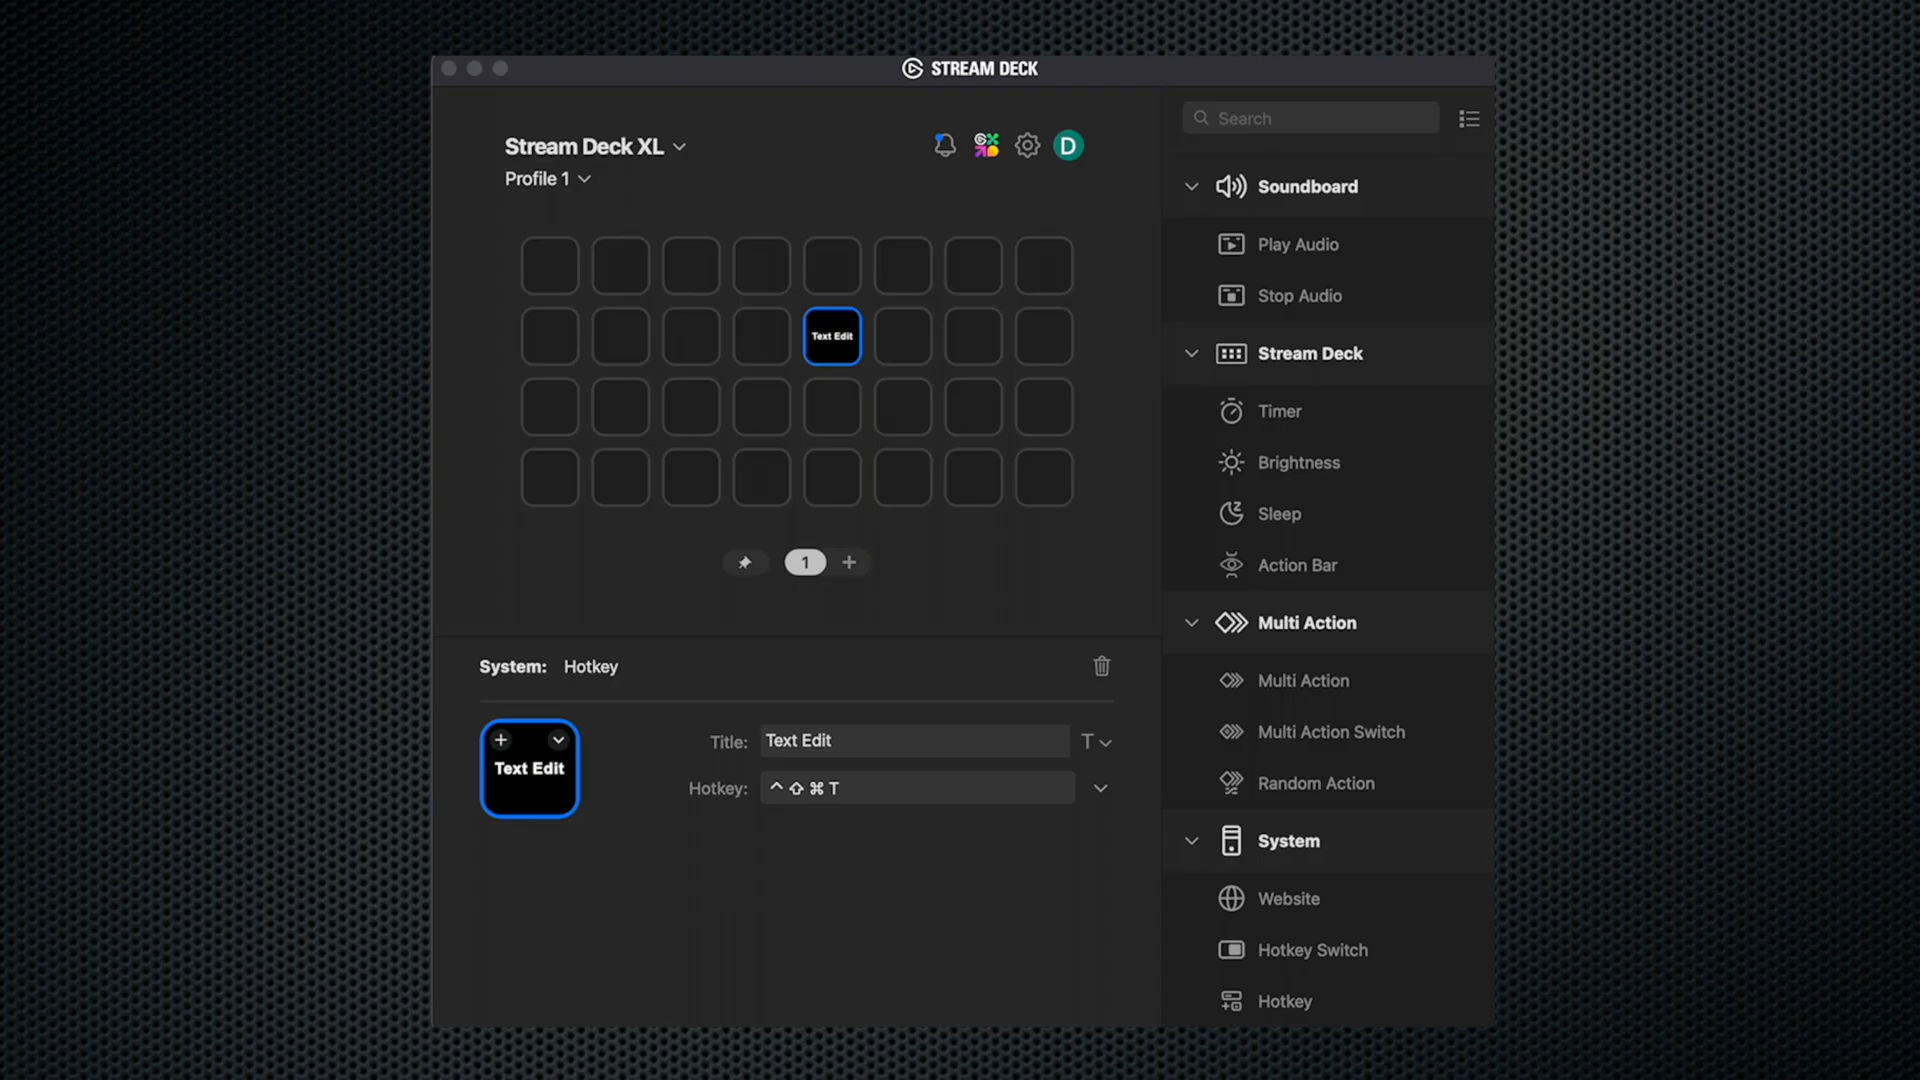 STREAM DECK
Stream Deck XL
Profile 1
D
Text Edit
1
System: Hotkey
Text Edit
Title: Text Edit
T
Hotkey: ^⇧⌘T
Search
Soundboard
Play Audio
Stop Audio
Stream Deck
Timer
Brightness
Sleep
Action Bar
Multi Action
Multi Action
Multi Action Switch
Random Action
System
Website
Hotkey Switch
Hotkey